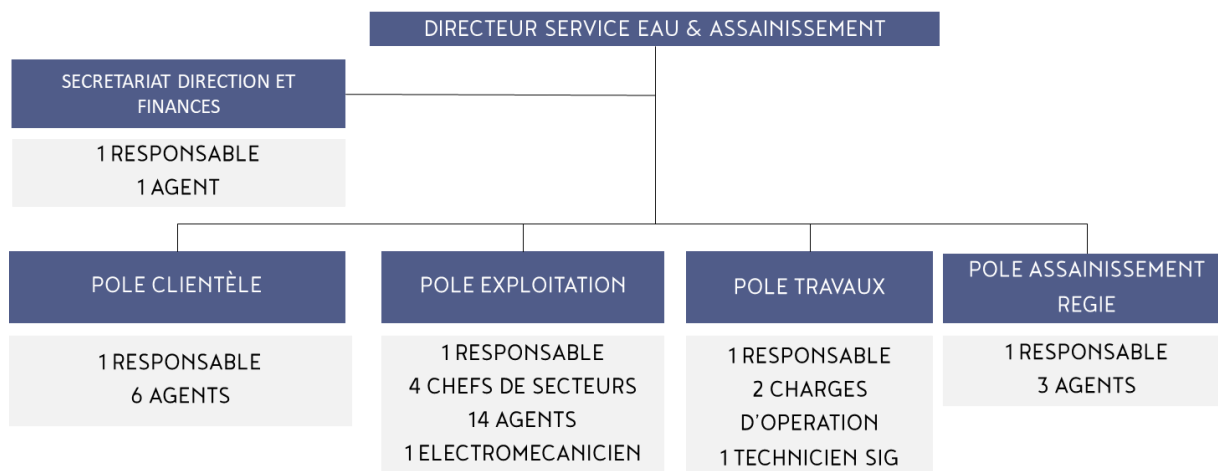 DIRECTEUR SERVICE EAU & ASSAINISSEMENT
SECRETARIAT DIRECTION ET
FINANCES
1 RESPONSABLE
1 AGENT
POLE CLIENTÈLE
1 RESPONSABLE
6 AGENTS
POLE EXPLOITATION
1 RESPONSABLE
4 CHEFS DE SECTEURS
14 AGENTS
1 ELECTROMECANICIEN
POLE TRAVAUX
1 RESPONSABLE
2 CHARGES
D'OPERATION
1 TECHNICIEN SIG
POLE ASSAINISSEMENT
REGIE
1 RESPONSABLE
3 AGENTS